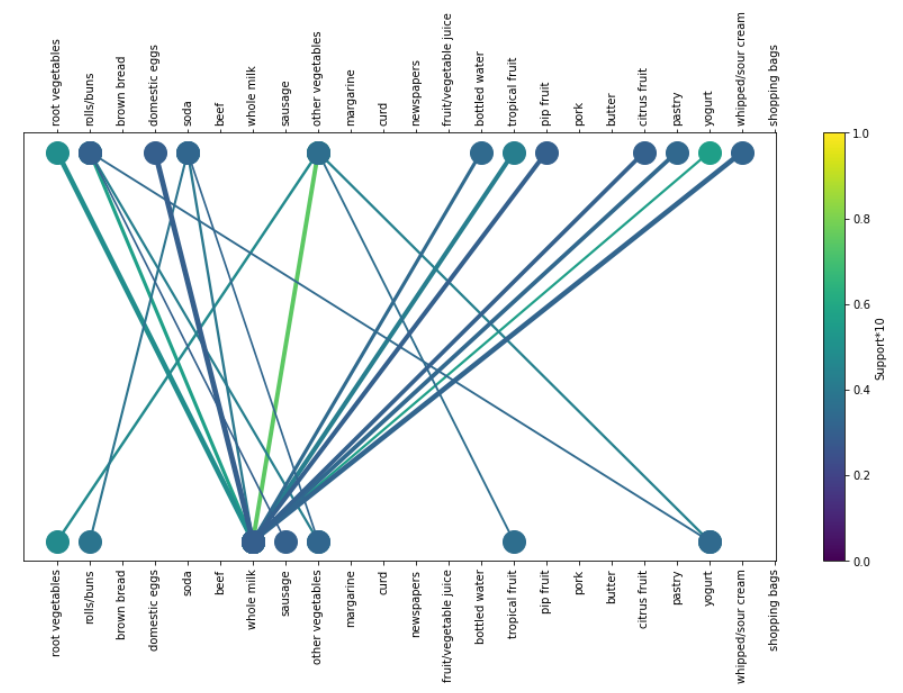 root vegetables
rolls/buns
brown bread
domestic eggs
soda
beef
whole milk
sausage
other vegetables
margarine
curd
newspapers
fruit/vegetable juice
bottled water
tropical fruit
pip fruit
pork
butter
citrus fruit
pastry
yogurt
whipped/sour cream
shopping bags
1.0
0.8
0.6
0.4
0.2
0.0
Support*10
root vegetables
rolls/buns
brown bread
domestic eggs
soda
beef
whole milk
sausage
other vegetables
margarine
curd
newspapers
fruit/vegetable juice
bottled water
tropical fruit
pip fruit
pork
butter
citrus fruit
pastry
yogurt
whipped/sour cream
shopping bags